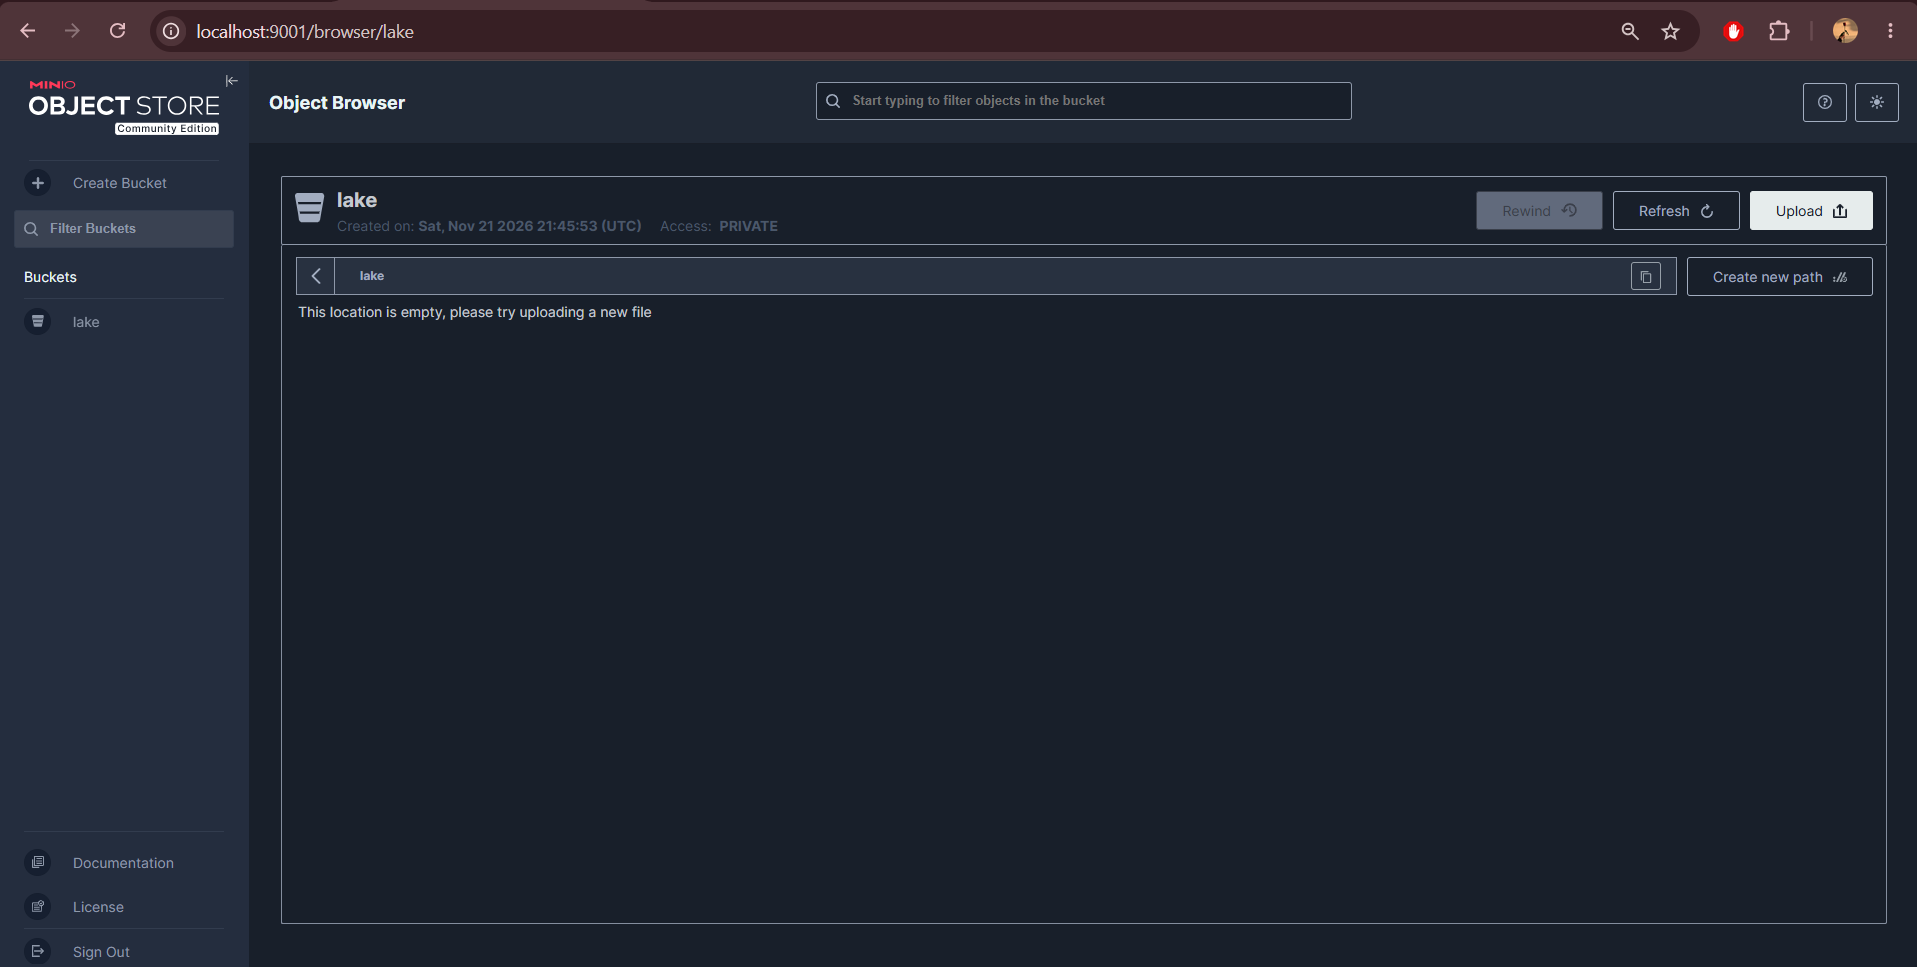 localhost:9001/browser/lake
MINIO
OBJECT STORE
Community Edition
Create Bucket
Filter Buckets
Buckets
lake
Documentation
License
Sign Out
Object Browser
Start typing to filter objects in the bucket
lake
Created on: Sat, Nov 21 2026 21:45:53 (UTC) Access: PRIVATE
Rewind
Refresh
Upload
lake
Create new path
This location is empty, please try uploading a new file